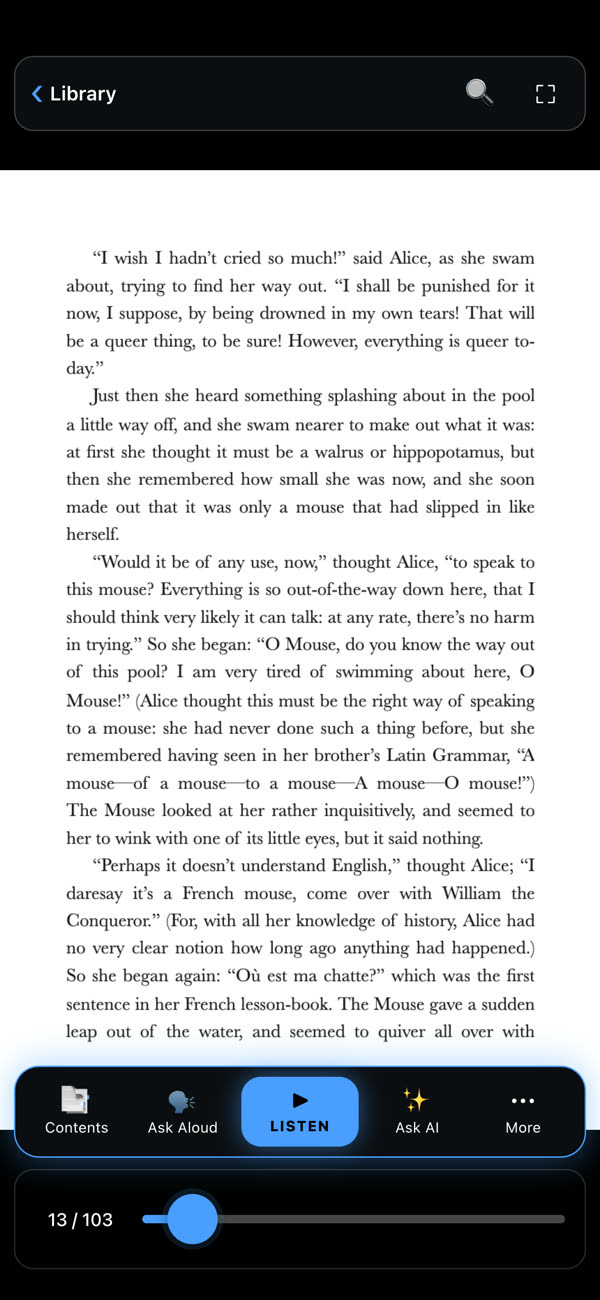 Library
“I wish I hadn’t cried so much!” said Alice, as she swam
about, trying to find her way out. “I shall be punished for it
now, I suppose, by being drowned in my own tears! That will
be a queer thing, to be sure! However, everything is queer to-
day.”
Just then she heard something splashing about in the pool
a little way off, and she swam nearer to make out what it was:
at first she thought it must be a walrus or hippopotamus, but
then she remembered how small she was now, and she soon
made out that it was only a mouse that had slipped in like
herself.
“Would it be of any use, now,” thought Alice, “to speak to
this mouse? Everything is so out-of-the-way down here, that I
should think very likely it can talk: at any rate, there’s no harm
in trying.” So she began: “O Mouse, do you know the way out
of this pool? I am very tired of swimming about here, O
Mouse!” (Alice thought this must be the right way of speaking
to a mouse: she had never done such a thing before, but she
remembered having seen in her brother’s Latin Grammar, “A
mouse—of a mouse—to a mouse—A mouse—O mouse!”)
The Mouse looked at her rather inquisitively, and seemed to
her to wink with one of its little eyes, but it said nothing.
“Perhaps it doesn’t understand English,” thought Alice; “I
daresay it’s a French mouse, come over with William the
Conqueror.” (For, with all her knowledge of history, Alice had
no very clear notion how long ago anything had happened.)
So she began again: “Où est ma chatte?” which was the first
sentence in her French lesson-book. The Mouse gave a sudden
leap out of the water, and seemed to quiver all over with
Contents
Ask Aloud
LISTEN
Ask AI
More
13 / 103